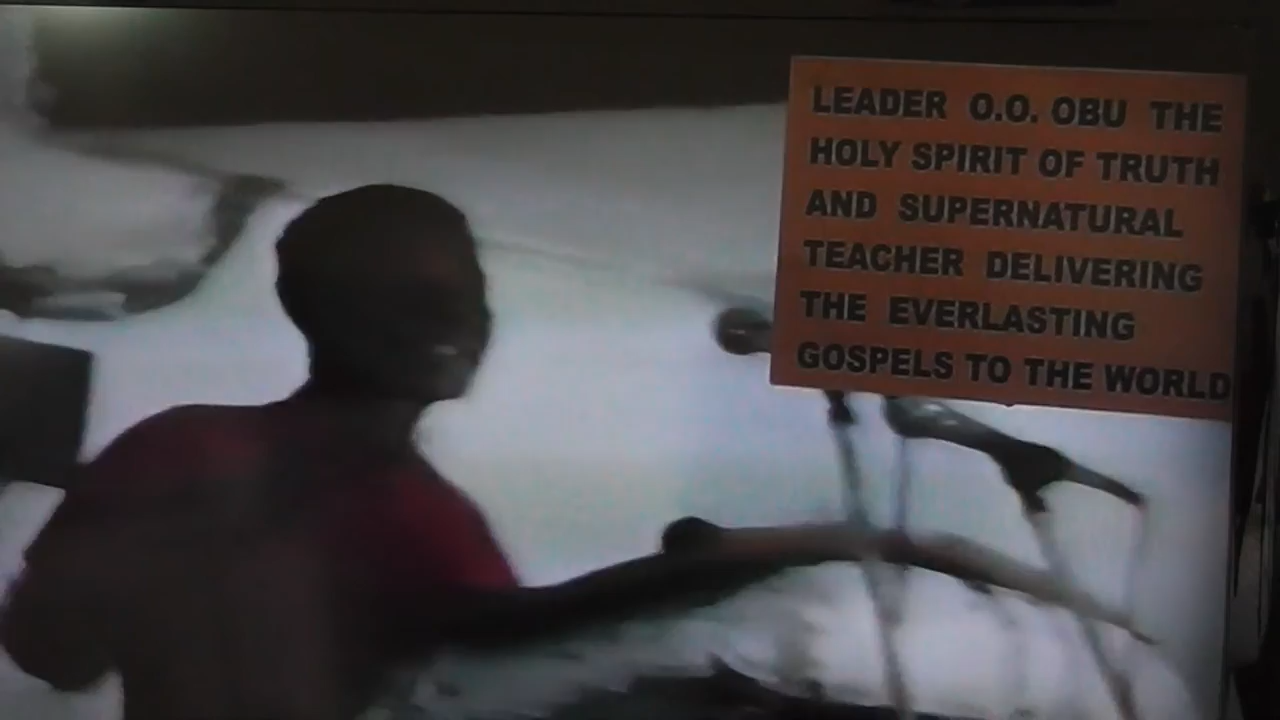 LEADER O.O. OBU THE
HOLY SPIRIT OF TRUTH
AND SUPERNATURAL
TEACHER DELIVERING
THE EVERLASTING
GOSPELS TO THE WORLD